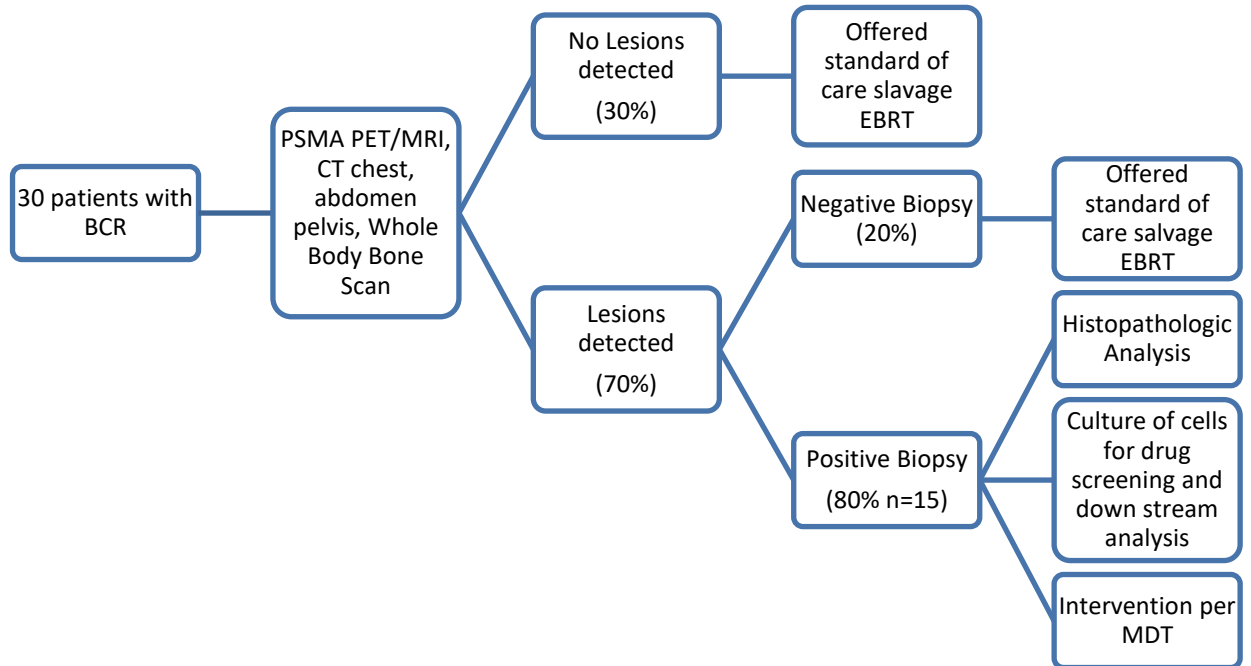 30 patients with
BCR
PSMA PET/MRI,
CT chest,
abdomen
pelvis, Whole
Body Bone
Scan
No Lesions
detected
(30%)
Offered
standard of
care slavage
EBRT
Lesions
detected
(70%)
Negative Biopsy
(20%)
Offered
standard of
care salvage
EBRT
Positive Biopsy
(80% n=15)
Histopathologic
Analysis
Culture of cells
for drug
screening and
down stream
analysis
Intervention per
MDT